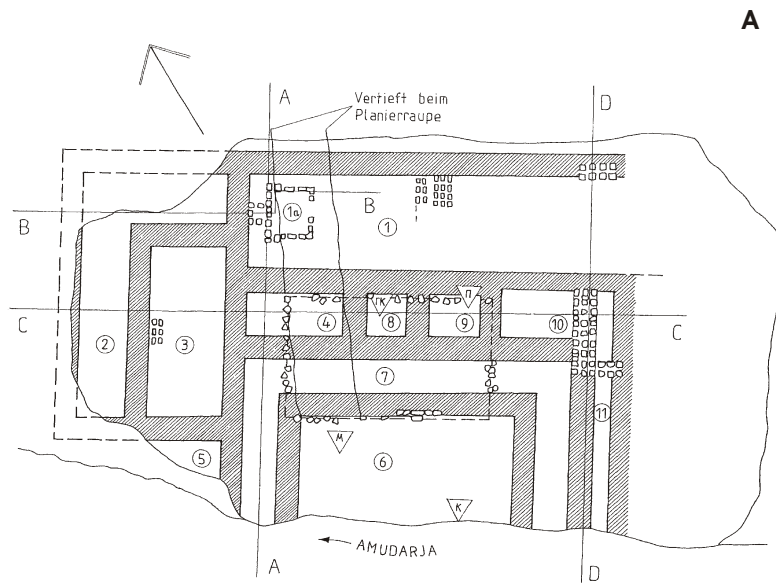 A
A
D
Vertieft beim
Planierraupe
B
1a
B
1
C
2
3
4
ГК
8
П
9
10
C
7
11
5
М
6
К
A
AMUDARJA
D